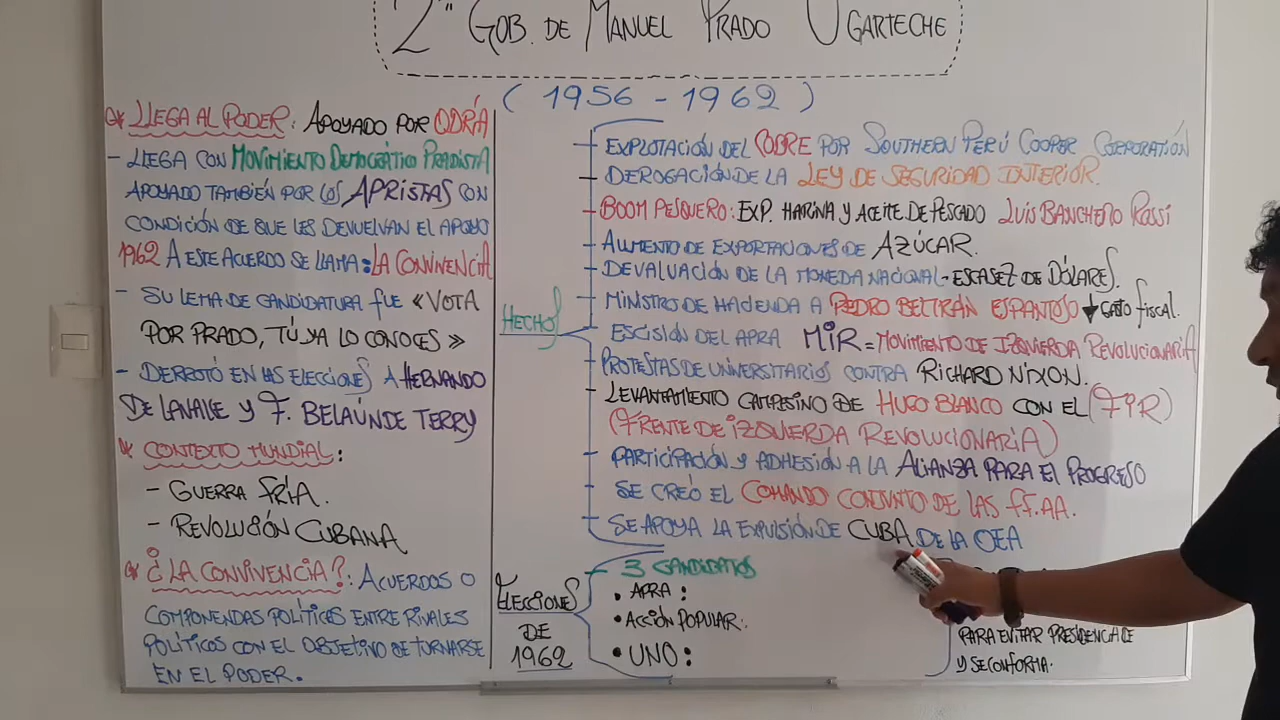 2° GOB. DE MANUEL PRADO UGARTECHE
(1956 - 1962)
* LLEGA AL PODER: APOYADO POR ODRÍA
- LLEGA CON MOVIMIENTO DEMOCRÁTICO PRADISTA
APOYADO TAMBIÉN POR LOS APRISTAS CON
CONDICIÓN DE QUE LES DEVUELVAN EL APOYO
1962 A ESTE ACUERDO SE LLAMA: LA CONVIVENCIA
- SU LEMA DE CANDIDATURA FUE «VOTA
POR PRADO, TÚ YA LO CONOCES»
- DERROTÓ EN LAS ELECCIONES A HERNANDO
DE LAVALLE Y F. BELAÚNDE TERRY
* CONTEXTO MUNDIAL:
- GUERRA FRÍA.
- REVOLUCIÓN CUBANA
* ¿LA CONVIVENCIA?: ACUERDOS O
COMPONENDAS POLÍTICOS ENTRE RIVALES
POLÍTICOS CON EL OBJETIVO DE TURNARSE
EN EL PODER.
HECHOS
- EXPLOTACIÓN DEL COBRE POR SOUTHERN PERÚ COOPER CORPORATIÓN
- DEROGACIÓN DE LA LEY DE SEGURIDAD INTERIOR.
- BOOM PESQUERO: EXP. HARINA Y ACEITE DE PESCADO LUIS BANCHERO ROSSI
- AUMENTO DE EXPORTACIONES DE AZÚCAR.
- DEVALUACIÓN DE LA MONEDA NACIONAL - ESCASEZ DE DÓLARES.
- MINISTRO DE HACIENDA A PEDRO BELTRÁN ESPANTOSO ↓ GATO fiscal.
ESCISIÓN DEL APRA MIR = MOVIMIENTO DE IZQUIERDA REVOLUCIONARIA
- PROTESTAS DE UNIVERSITARIOS CONTRA RICHARD NIXON.
- LEVANTAMIENTO CAMPESINO DE HUGO BLANCO CON EL (FIR)
(FRENTE DE IZQUIERDA REVOLUCIONARIA)
- PARTICIPACIÓN Y ADHESIÓN A LA ALIANZA PARA EL PROGRESO
- SE CREÓ EL COMANDO CONJUNTO DE LAS FF.AA.
- SE APOYA LA EXPULSIÓN DE CUBA DE LA OEA
ELECCIONES
DE
1962
- 3 CANDIDATOS
• APRA:
• ACCIÓN POPULAR:
• UNO:
PARA EVITAR PRESIDENCIA DE
Y SE CONFORMA.